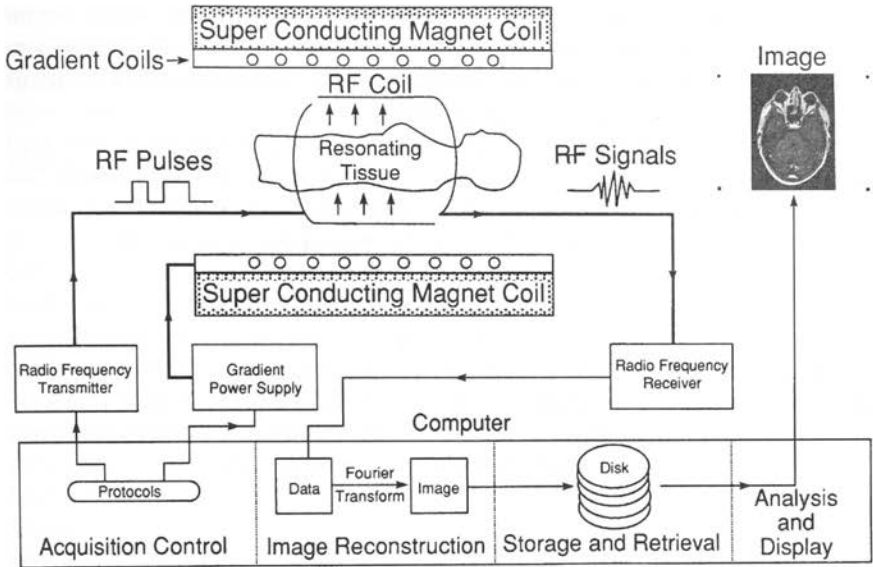 Super Conducting Magnet Coil
Gradient Coils
Image
RF Coil
Resonating
Tissue
RF Pulses
RF Signals
Super Conducting Magnet Coil
Radio Frequency
Transmitter
Gradient
Power Supply
Radio Frequency
Receiver
Computer
Protocols
Data
Fourier
Transform
Image
Disk
Acquisition Control
Image Reconstruction
Storage and Retrieval
Analysis
and
Display